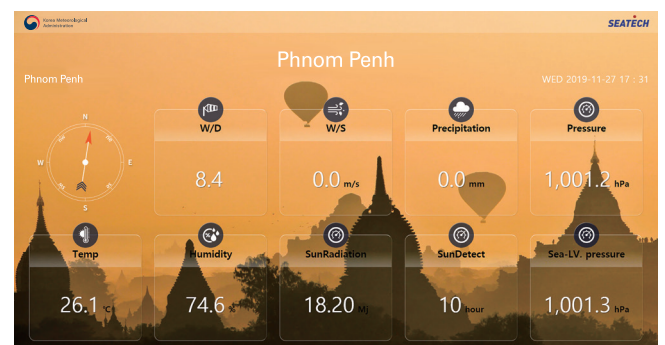 Korea Meteorological
Administration
SEATECH
Phnom Penh
Phnom Penh
WED 2019-11-27 17 : 31
N
W
E
S
W/D
8.4
W/S
0.0 m/s
Precipitation
0.0 mm
Pressure
1,001.2 hPa
Temp
26.1 ℃
Humidity
74.6 %
SunRadiation
18.20 Mj
SunDetect
10 hour
Sea-LV. pressure
1,001.3 hPa